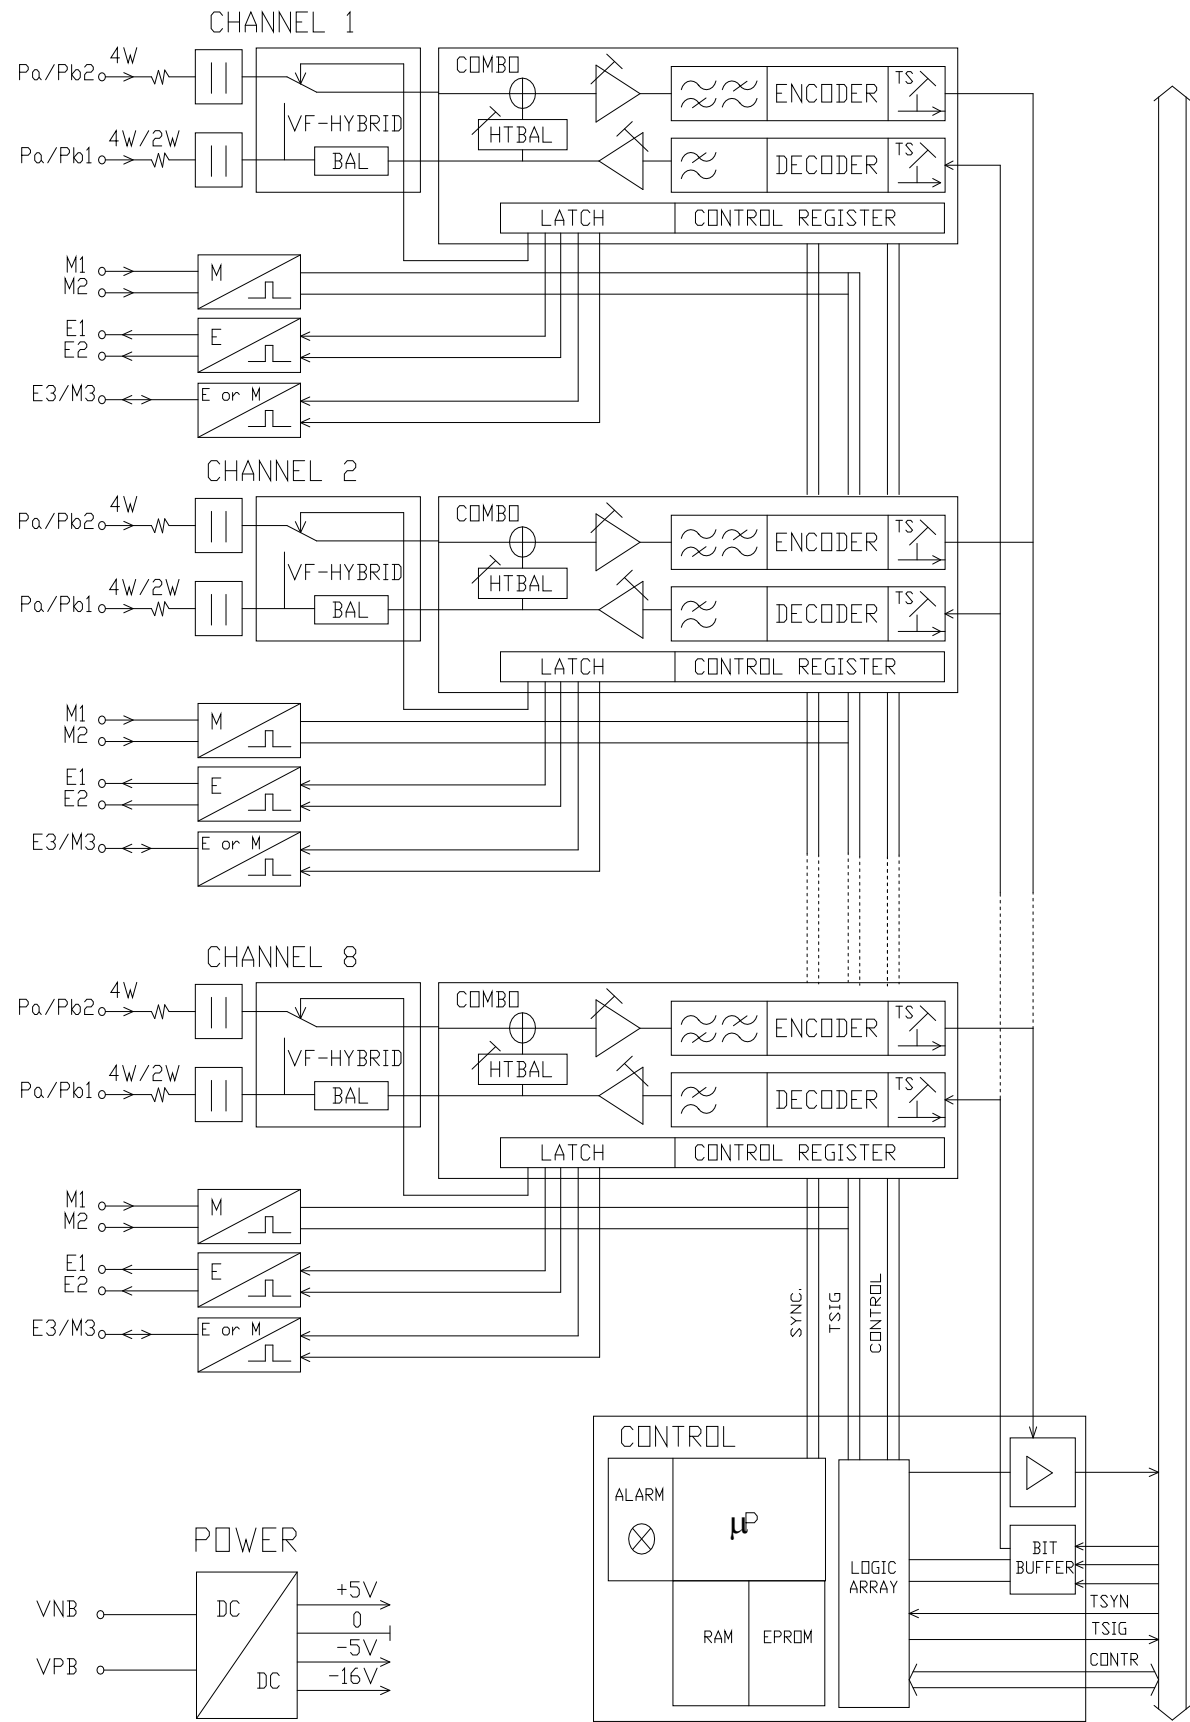 CHANNEL 1
4W
Pa/Pb2
COMBO
TS
ENCODER
VF-HYBRID
HTBAL
4W/2W
Pa/Pb1
BAL
TS
DECODER
LATCH
CONTROL REGISTER
M1
M
M2
E1
E
E2
E3/M3
E or M
CHANNEL 2
4W
Pa/Pb2
COMBO
TS
ENCODER
VF-HYBRID
HTBAL
4W/2W
Pa/Pb1
BAL
TS
DECODER
LATCH
CONTROL REGISTER
M1
M
M2
E1
E
E2
E3/M3
E or M
CHANNEL 8
4W
Pa/Pb2
COMBO
TS
ENCODER
VF-HYBRID
HTBAL
4W/2W
Pa/Pb1
BAL
TS
DECODER
LATCH
CONTROL REGISTER
M1
M
M2
E1
E
E2
E3/M3
E or M
SYNC.
TSIG
CONTROL
CONTROL
ALARM
µP
LOGIC
ARRAY
RAM
EPROM
BIT
BUFFER
TSYN
TSIG
CONTR
POWER
VNB
VPB
DC
DC
+5V
0
-5V
-16V